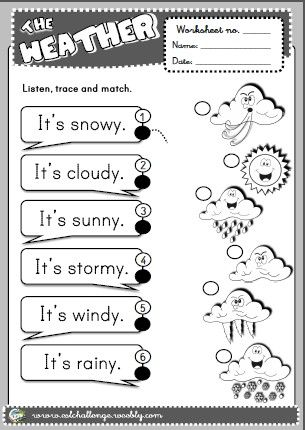 THE
WEATHER
Worksheet no. ______
Name: ______
Date: ______
Listen, trace and match.
It's snowy. 1
It's cloudy. 2
It's sunny. 3
It's stormy. 4
It's windy. 5
It's rainy. 6
www.eslchallenge.weebly.com